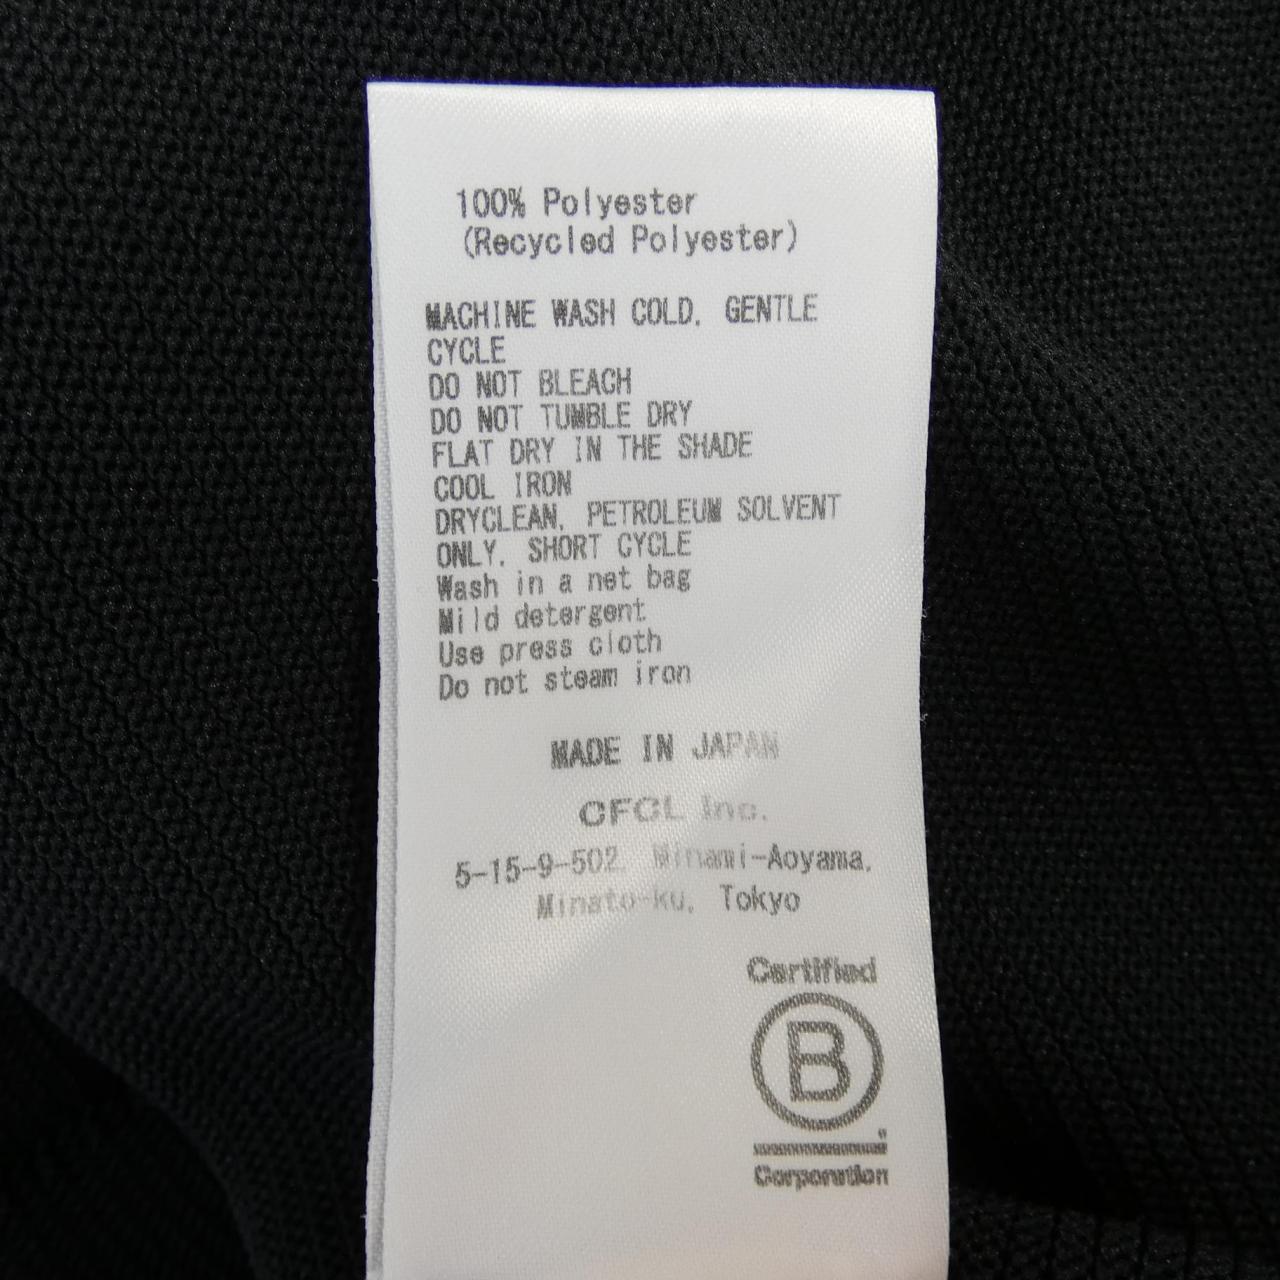 100% Polyester
(Recycled Polyester)
MACHINE WASH COLD, GENTLE
CYCLE
DO NOT BLEACH
DO NOT TUMBLE DRY
FLAT DRY IN THE SHADE
COOL IRON
DRYCLEAN, PETROLEUM SOLVENT
ONLY, SHORT CYCLE
Wash in a net bag
Mild detergent
Use press cloth
Do not steam iron
MADE IN JAPAN
CFCL Inc.
5-15-9-502, Minami-Aoyama,
Minato-ku, Tokyo
Certified
B
Corporation